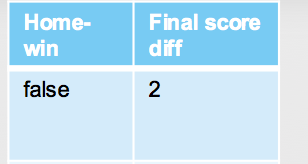 Home-
win
Final score
diff
false
2